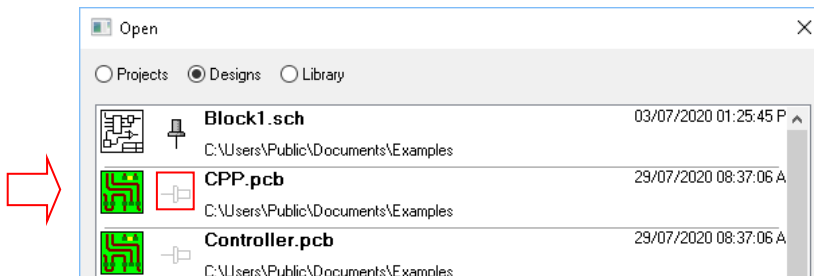 Open
Projects Designs Library
Block1.sch 03/07/2020 01:25:45 P
C:\Users\Public\Documents\Examples
CPP.pcb 29/07/2020 08:37:06 A
C:\Users\Public\Documents\Examples
Controller.pcb 29/07/2020 08:37:06 A
C:\Users\Public\Documents\Examples